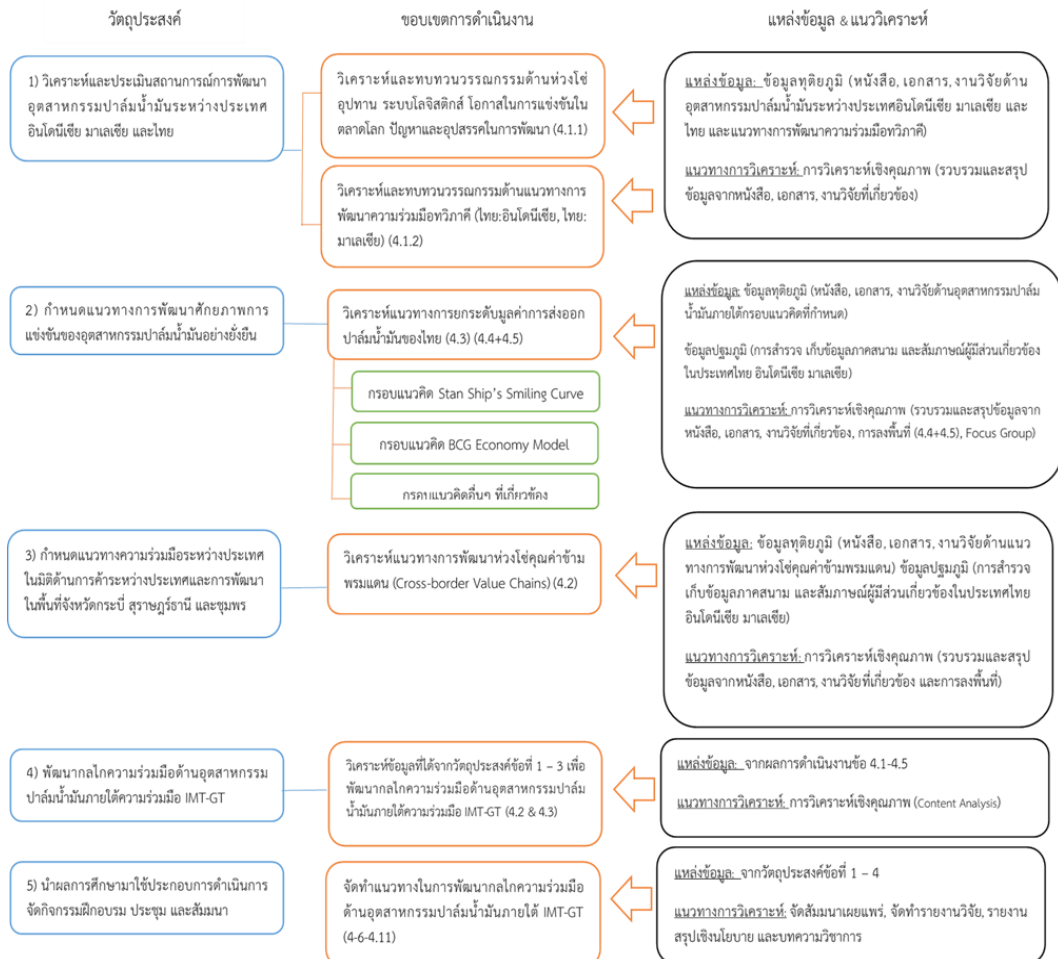 วัตถุประสงค์
ขอบเขตการดำเนินงาน
แหล่งข้อมูล & แนววิเคราะห์
1) วิเคราะห์และประเมินสถานการณ์การพัฒนา
อุตสาหกรรมปาล์มน้ำมันระหว่างประเทศ
อินโดนีเซีย มาเลเซีย และไทย
วิเคราะห์และทบทวนวรรณกรรมด้านห่วงโซ่
อุปทาน ระบบโลจิสติกส์ โอกาสในการแข่งขันใน
ตลาดโลก ปัญหาและอุปสรรคในการพัฒนา (4.1.1)
วิเคราะห์และทบทวนวรรณกรรมด้านแนวทางการ
พัฒนาความร่วมมือทวิภาคี (ไทย:อินโดนีเซีย, ไทย:
มาเลเซีย) (4.1.2)
แหล่งข้อมูล: ข้อมูลทุติยภูมิ (หนังสือ, เอกสาร, งานวิจัยด้าน
อุตสาหกรรมปาล์มน้ำมันระหว่างประเทศอินโดนีเซีย มาเลเซีย และ
ไทย และแนวทางการพัฒนาความร่วมมือทวิภาคี)
แนวทางการวิเคราะห์: การวิเคราะห์เชิงคุณภาพ (รวบรวมและสรุป
ข้อมูลจากหนังสือ, เอกสาร, งานวิจัยที่เกี่ยวข้อง)
2) กำหนดแนวทางการพัฒนาศักยภาพการ
แข่งขันของอุตสาหกรรมปาล์มน้ำมันอย่างยั่งยืน
วิเคราะห์แนวทางการยกระดับมูลค่าการส่งออก
ปาล์มน้ำมันของไทย (4.3) (4.4+4.5)
กรอบแนวคิด Stan Ship's Smiling Curve
กรอบแนวคิด BCG Economy Model
กรอบแนวคิดอื่นๆ ที่เกี่ยวข้อง
แหล่งข้อมูล: ข้อมูลทุติยภูมิ (หนังสือ, เอกสาร, งานวิจัยด้านอุตสาหกรรมปาล์ม
น้ำมันภายใต้กรอบแนวคิดที่กำหนด)
ข้อมูลปฐมภูมิ (การสำรวจ เก็บข้อมูลภาคสนาม และสัมภาษณ์ผู้มีส่วนเกี่ยวข้อง
ในประเทศไทย อินโดนีเซีย มาเลเซีย)
แนวทางการวิเคราะห์: การวิเคราะห์เชิงคุณภาพ (รวบรวมและสรุปข้อมูลจาก
หนังสือ, เอกสาร, งานวิจัยที่เกี่ยวข้อง, การลงพื้นที่ (4.4+4.5), Focus Group)
3) กำหนดแนวทางความร่วมมือระหว่างประเทศ
ในมิติด้านการค้าระหว่างประเทศและการพัฒนา
ในพื้นที่จังหวัดกระบี่ สุราษฎร์ธานี และชุมพร
วิเคราะห์แนวทางการพัฒนาห่วงโซ่คุณค่าข้าม
พรมแดน (Cross-border Value Chains) (4.2)
แหล่งข้อมูล: ข้อมูลทุติยภูมิ (หนังสือ, เอกสาร, งานวิจัยด้านแนว
ทางการพัฒนาห่วงโซ่คุณค่าข้ามพรมแดน) ข้อมูลปฐมภูมิ (การสำรวจ
เก็บข้อมูลภาคสนาม และสัมภาษณ์ผู้มีส่วนเกี่ยวข้องในประเทศไทย
อินโดนีเซีย มาเลเซีย)
แนวทางการวิเคราะห์: การวิเคราะห์เชิงคุณภาพ (รวบรวมและสรุป
ข้อมูลจากหนังสือ, เอกสาร, งานวิจัยที่เกี่ยวข้อง และการลงพื้นที่)
4) พัฒนากลไกความร่วมมือด้านอุตสาหกรรม
ปาล์มน้ำมันภายใต้ความร่วมมือ IMT-GT
วิเคราะห์ข้อมูลที่ได้จากวัตถุประสงค์ข้อที่ 1 – 3 เพื่อ
พัฒนากลไกความร่วมมือด้านอุตสาหกรรมปาล์ม
น้ำมันภายใต้ความร่วมมือ IMT-GT (4.2 & 4.3)
แหล่งข้อมูล: จากผลการดำเนินงานข้อ 4.1-4.5
แนวทางการวิเคราะห์: การวิเคราะห์เชิงคุณภาพ (Content Analysis)
5) นำผลการศึกษามาใช้ประกอบการดำเนินการ
จัดกิจกรรมฝึกอบรม ประชุม และสัมมนา
จัดทำแนวทางในการพัฒนากลไกความร่วมมือ
ด้านอุตสาหกรรมปาล์มน้ำมันภายใต้ IMT-GT
(4-6-4.11)
แหล่งข้อมูล: จากวัตถุประสงค์ข้อที่ 1 – 4
แนวทางการวิเคราะห์: จัดสัมมนาเผยแพร่, จัดทำรายงานวิจัย, รายงาน
สรุปเชิงนโยบาย และบทความวิชาการ